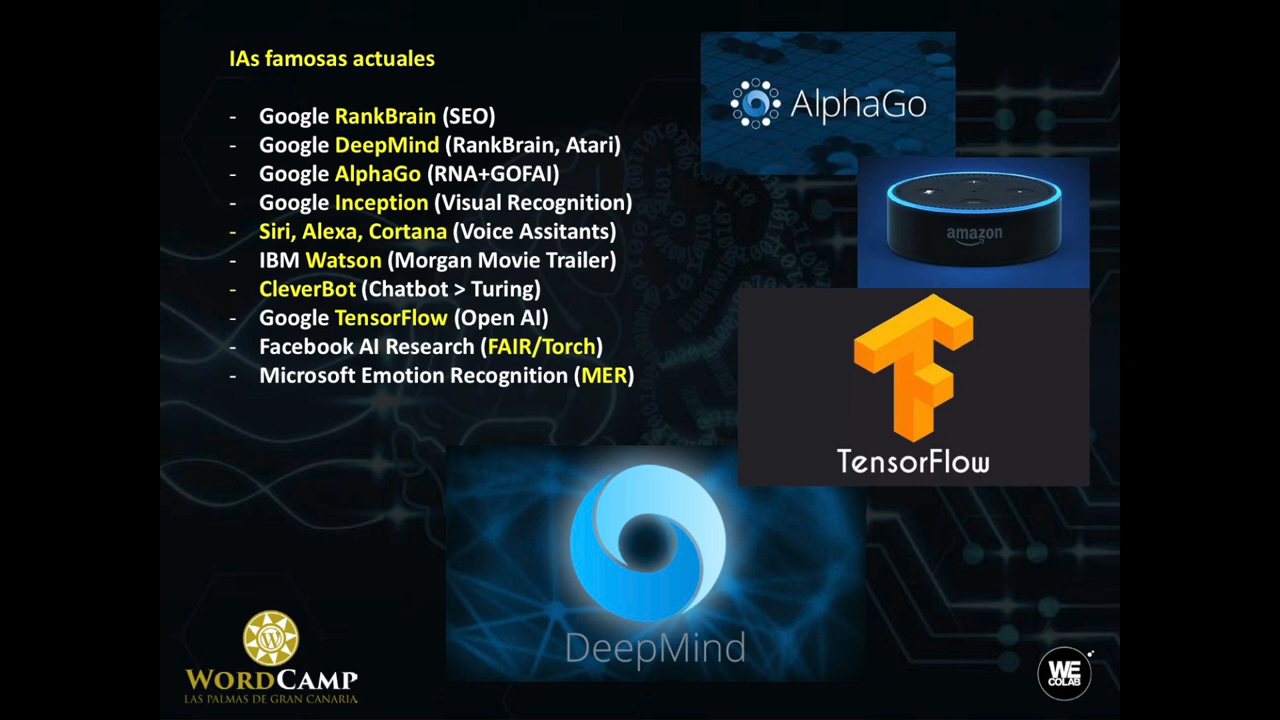 IAs famosas actuales
- Google RankBrain (SEO)
- Google DeepMind (RankBrain, Atari)
- Google AlphaGo (RNA+GOFAI)
- Google Inception (Visual Recognition)
- Siri, Alexa, Cortana (Voice Assitants)
- IBM Watson (Morgan Movie Trailer)
- CleverBot (Chatbot > Turing)
- Google TensorFlow (Open AI)
- Facebook AI Research (FAIR/Torch)
- Microsoft Emotion Recognition (MER)
AlphaGo
amazon
TensorFlow
DeepMind
WORDCAMP
LAS PALMAS DE GRAN CANARIA
WE
COLAB